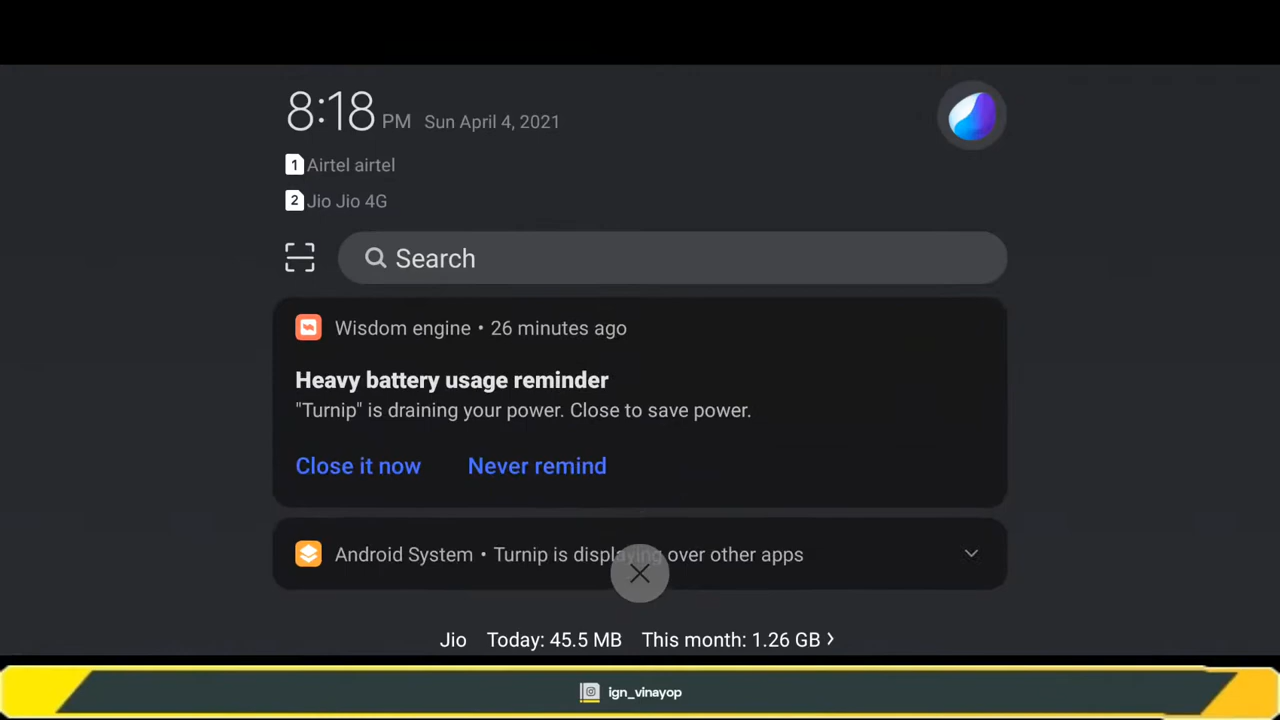 8:18 PM Sun April 4, 2021
1 Airtel airtel
2 Jio Jio 4G
Search
Wisdom engine • 26 minutes ago
Heavy battery usage reminder
"Turnip" is draining your power. Close to save power.
Close it now Never remind
Android System • Turnip is displaying over other apps
Jio Today: 45.5 MB This month: 1.26 GB >
ign_vinayop